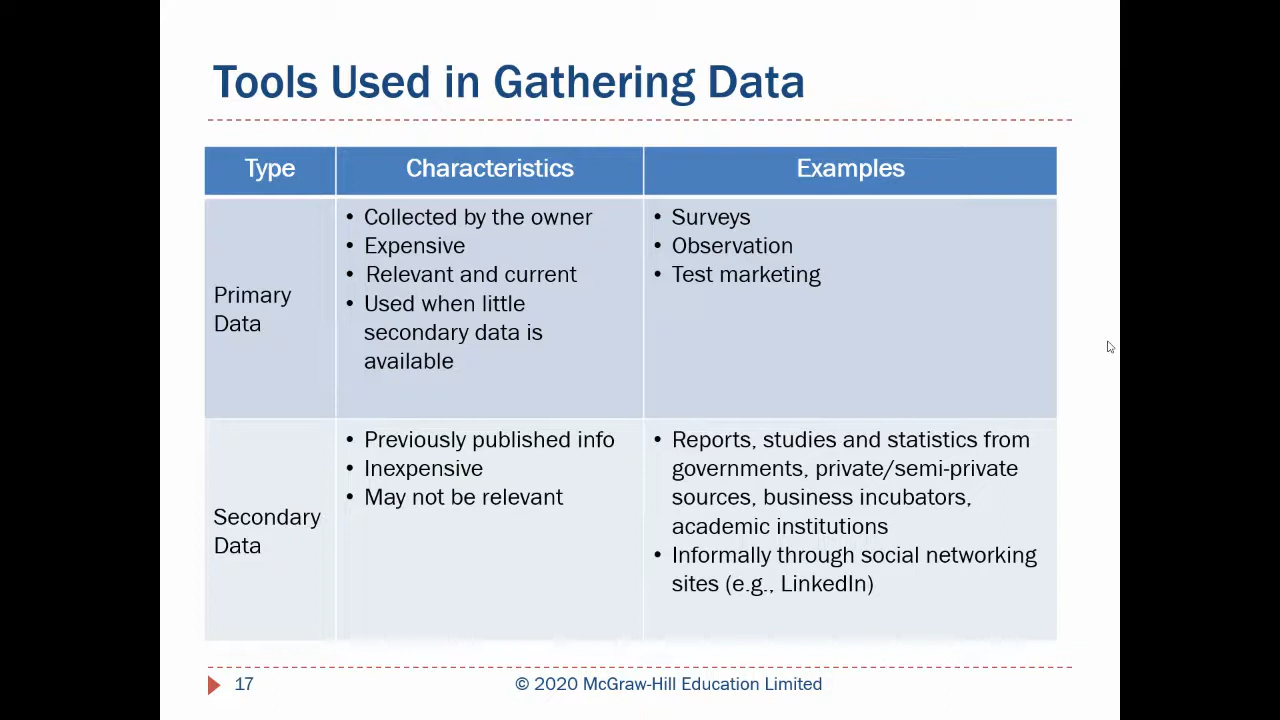 Tools Used in Gathering Data
Type Characteristics Examples
Primary
Data
• Collected by the owner
• Expensive
• Relevant and current
• Used when little
secondary data is
available
• Surveys
• Observation
• Test marketing
Secondary
Data
• Previously published info
• Inexpensive
• May not be relevant
• Reports, studies and statistics from
governments, private/semi-private
sources, business incubators,
academic institutions
• Informally through social networking
sites (e.g., LinkedIn)
17 © 2020 McGraw-Hill Education Limited